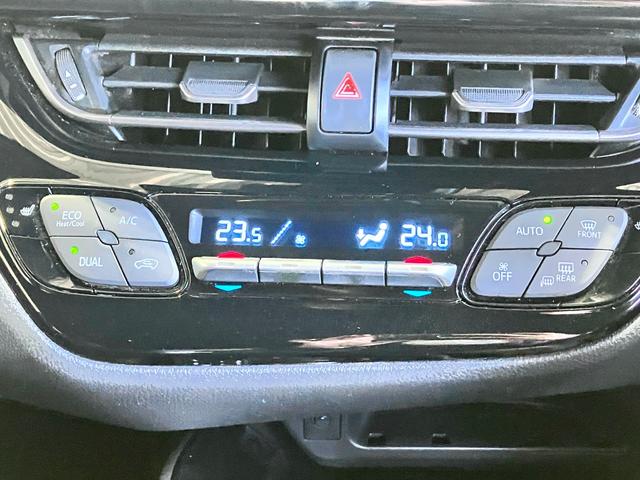 ECO
Heat/Cool
A/C
DUAL
23.5
24.0
AUTO
FRONT
OFF
REAR